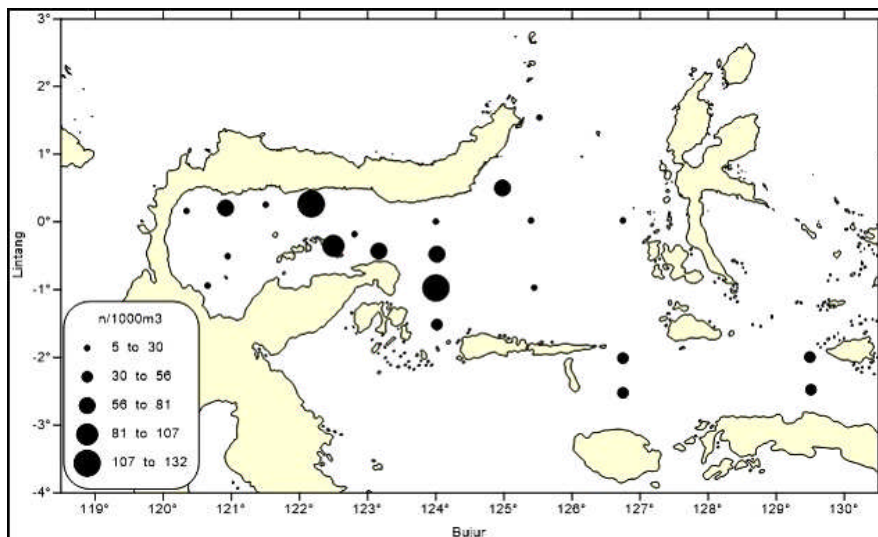 3°
2°
1°
0°
-1°
-2°
-3°
-4°
Lintang
n/1000m3
5 to 30
30 to 56
56 to 81
81 to 107
107 to 132
119° 120° 121° 122° 123° 124° 125° 126° 127° 128° 129° 130°
Bujur